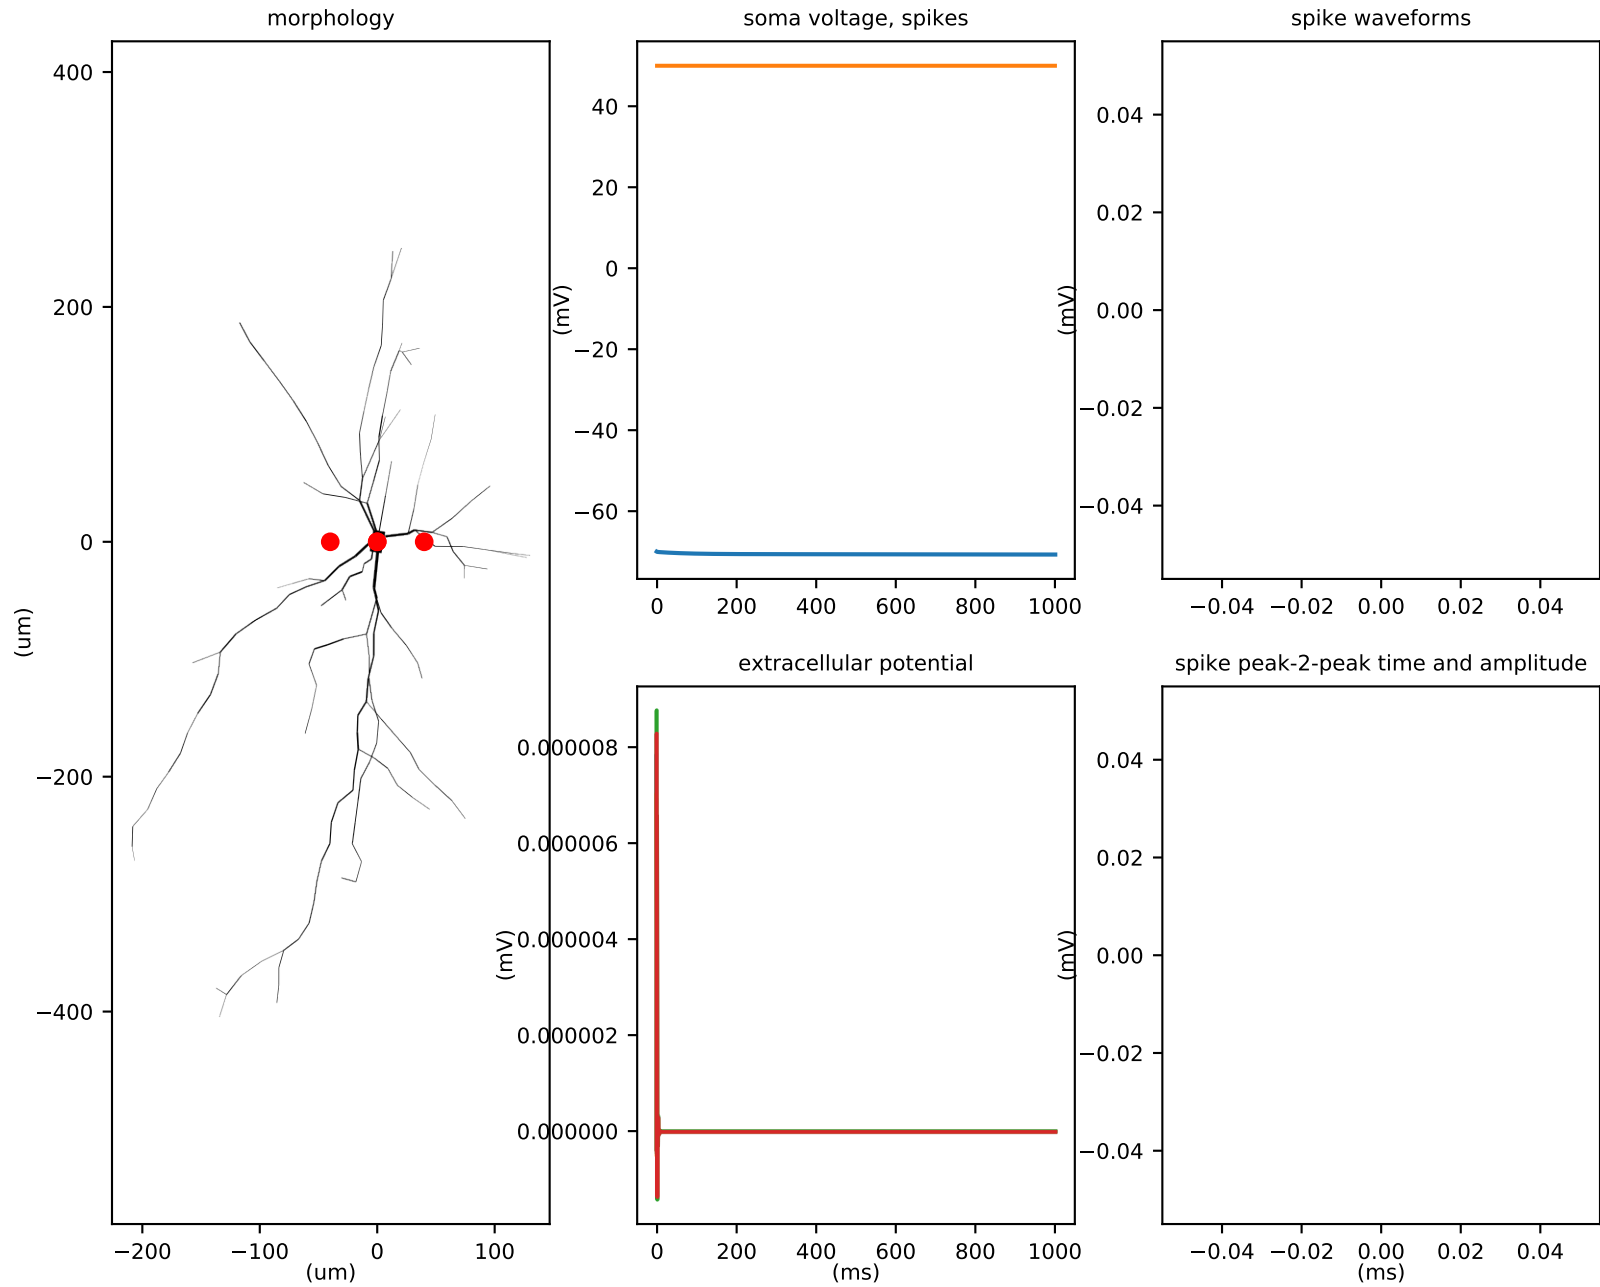 morphology
400
200
0
−200
−400
(um)
−200 −100 0 100
(um)
soma voltage, spikes
40
20
0
−20
−40
−60
(mV)
0 200 400 600 800 1000
spike waveforms
0.04
0.02
0.00
−0.02
−0.04
(mV)
−0.04 −0.02 0.00 0.02 0.04
extracellular potential
0.000008
0.000006
0.000004
0.000002
0.000000
(mV)
0 200 400 600 800 1000
(ms)
spike peak-2-peak time and amplitude
0.04
0.02
0.00
−0.02
−0.04
(mV)
−0.04 −0.02 0.00 0.02 0.04
(ms)